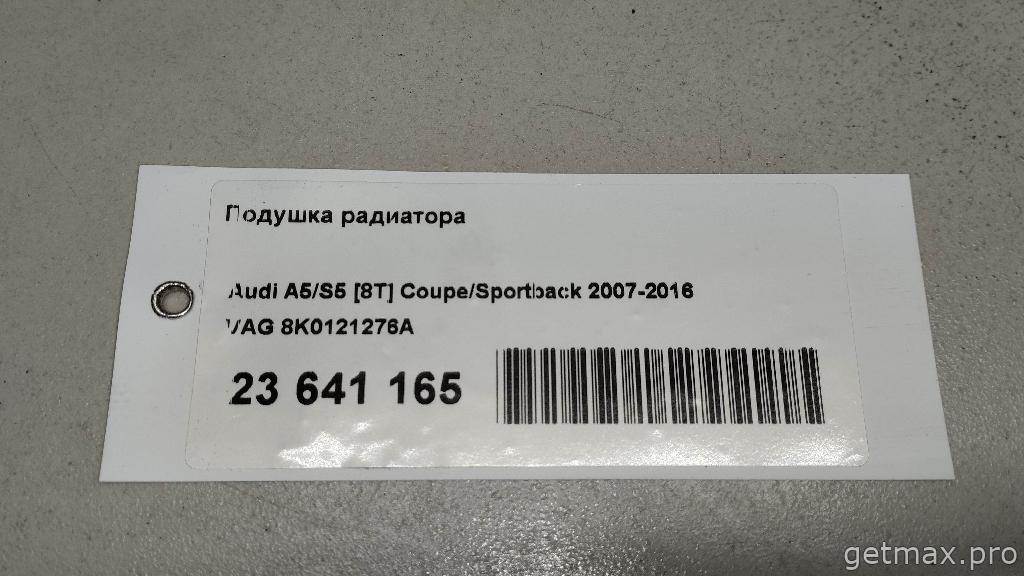 Подушка радиатора
Audi A5/S5 [8T] Coupe/Sportback 2007-2016
VAG 8K0121276A
23 641 165
getmax.pro